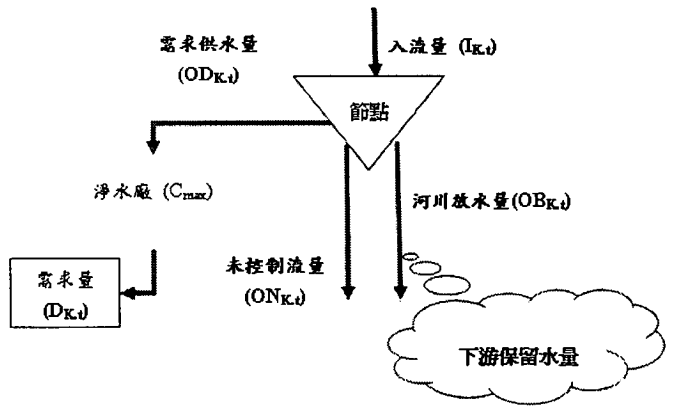 需求供水量
(OD_K,t)
入流量 (I_K,t)
節點
淨水廠 (C_max)
河川放水量(OB_K,t)
未控制流量
(ON_K,t)
需求量
(D_K,t)
下游保留水量